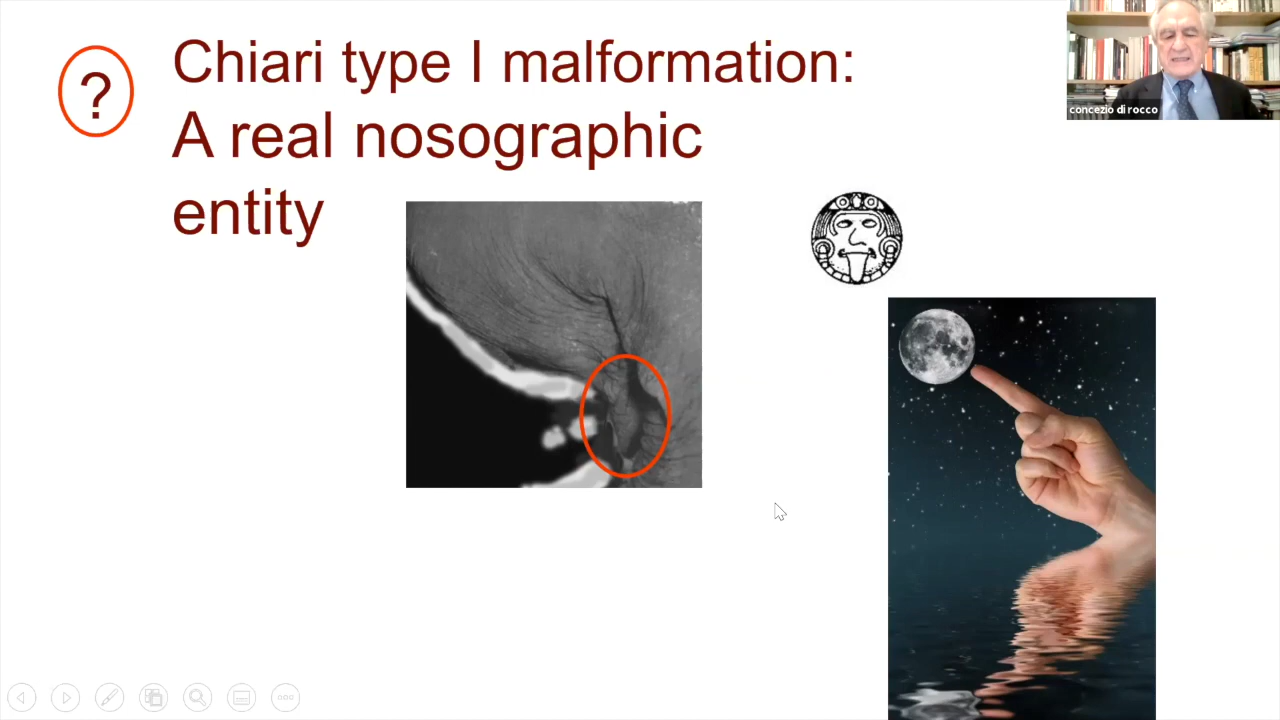 ?
Chiari type I malformation:
A real nosographic
entity
concezio di rocco